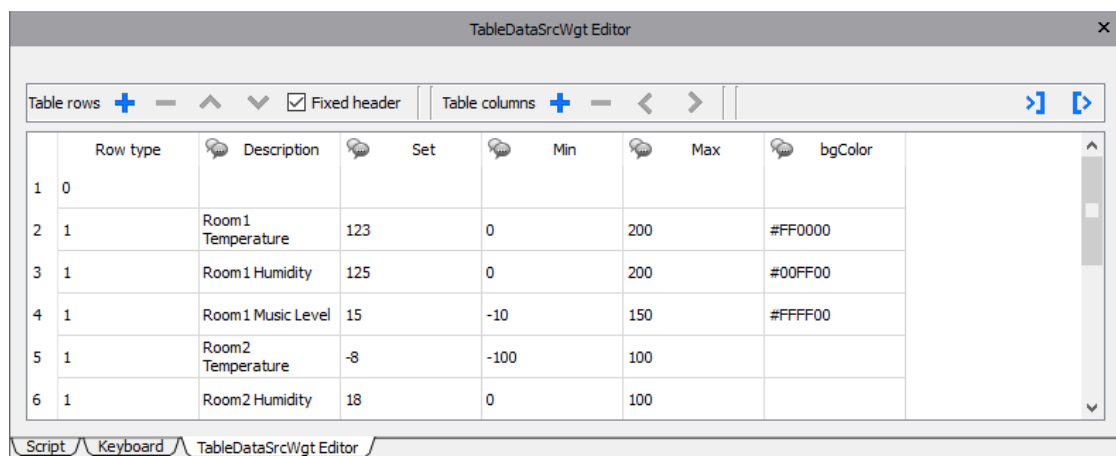 TableDataSrcWgt Editor
Table rows Fixed header Table columns
Row type Description Set Min Max bgColor
1 0
2 1 Room1 Temperature 123 0 200 #FF0000
3 1 Room1 Humidity 125 0 200 #00FF00
4 1 Room1 Music Level 15 -10 150 #FFFF00
5 1 Room2 Temperature -8 -100 100
6 1 Room2 Humidity 18 0 100
Script Keyboard TableDataSrcWgt Editor